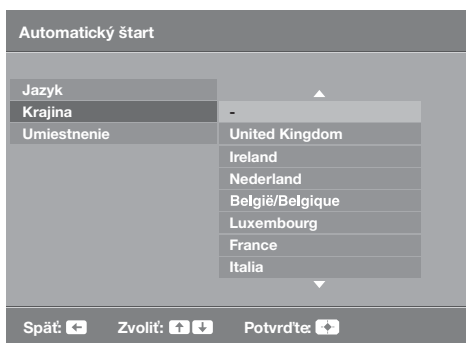 Automatický štart
Jazyk
Krajina -
Umiestnenie United Kingdom
Ireland
Nederland
België/Belgique
Luxembourg
France
Italia
Späť: Zvoliť: Potvrďte: